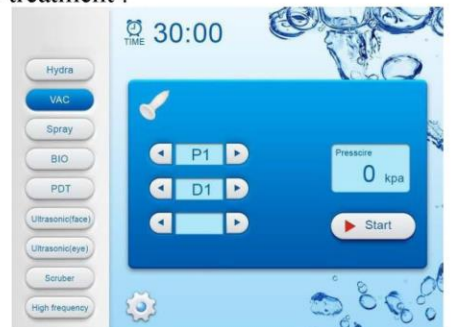 treatment :
TIME 30:00
Hydra
VAC
Spray
BIO
PDT
Ultrasonic(face)
Ultrasonic(eye)
Scruber
High frequency
P1
D1
Presscire
0 kpa
Start